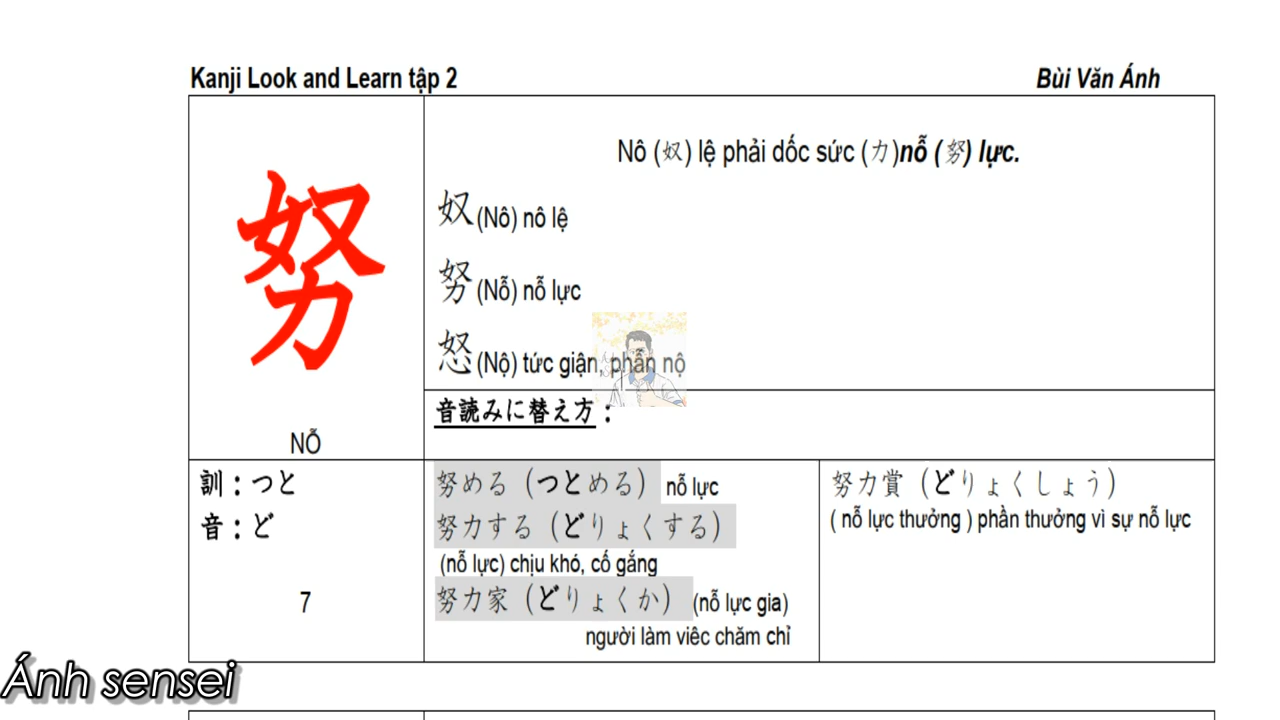 Kanji Look and Learn tập 2
Bùi Văn Ánh
努
NỖ
Nô (奴) lệ phải dốc sức (力)nỗ (努) lực.
奴(Nô) nô lệ
努(Nỗ) nỗ lực
怒(Nộ) tức giận, phẫn nộ
音読みに替え方：
訓：つと
音：ど
7
努める（つとめる） nỗ lực
努力する（どりょくする）
(nỗ lực) chịu khó, cố gắng
努力家（どりょくか） (nỗ lực gia)
người làm viêc chăm chỉ
努力賞（どりょくしょう）
( nỗ lực thưởng ) phần thưởng vì sự nỗ lực
Ánh sensei